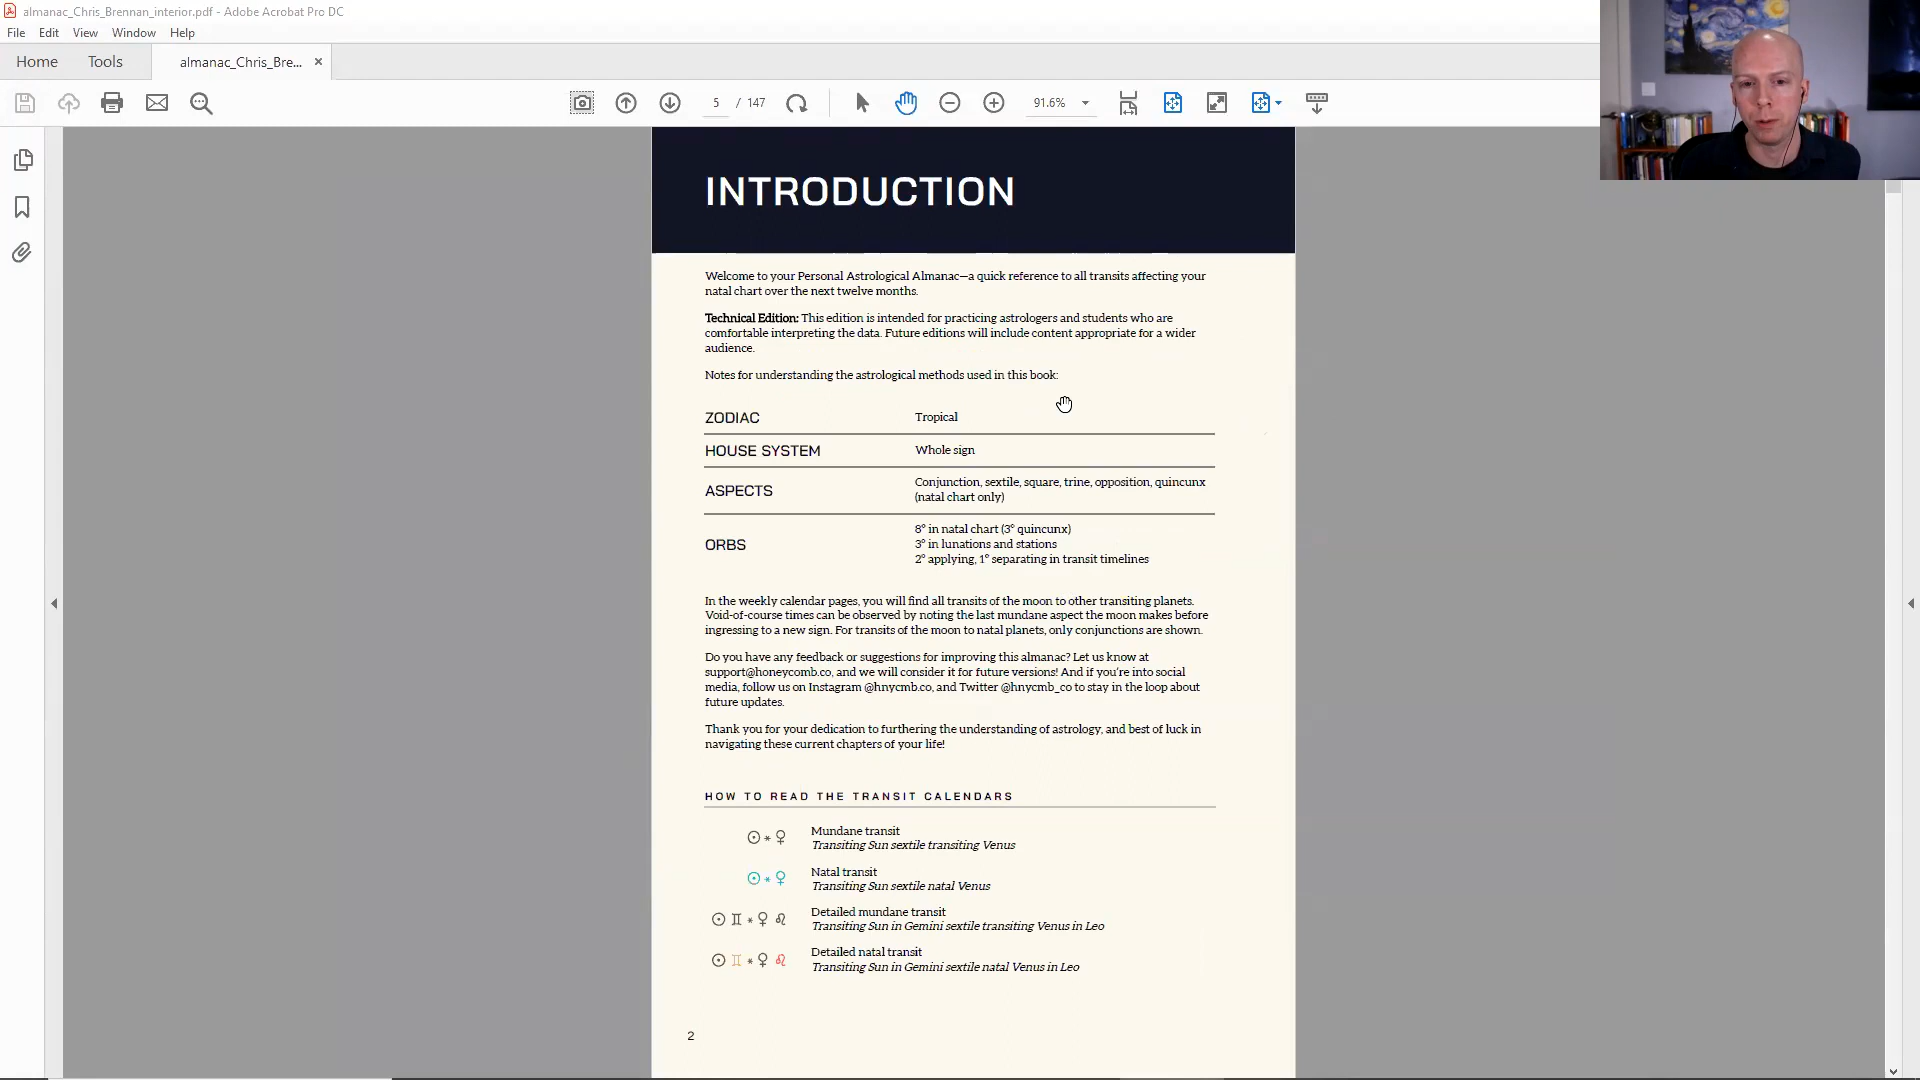 almanac_Chris_Brennan_interior.pdf - Adobe Acrobat Pro DC
File Edit View Window Help
Home Tools almanac_Chris_Bre... ×
5 / 147 91.6%
INTRODUCTION
Welcome to your Personal Astrological Almanac—a quick reference to all transits affecting your
natal chart over the next twelve months.
Technical Edition: This edition is intended for practicing astrologers and students who are
comfortable interpreting the data. Future editions will include content appropriate for a wider
audience.
Notes for understanding the astrological methods used in this book:
ZODIAC Tropical
HOUSE SYSTEM Whole sign
ASPECTS Conjunction, sextile, square, trine, opposition, quincunx
(natal chart only)
ORBS 8° in natal chart (3° quincunx)
3° in lunations and stations
2° applying, 1° separating in transit timelines
In the weekly calendar pages, you will find all transits of the moon to other transiting planets.
Void-of-course times can be observed by noting the last mundane aspect the moon makes before
ingressing to a new sign. For transits of the moon to natal planets, only conjunctions are shown.
Do you have any feedback or suggestions for improving this almanac? Let us know at
support@honeycomb.co, and we will consider it for future versions! And if you're into social
media, follow us on Instagram @hnycmb.co, and Twitter @hnycmb_co to stay in the loop about
future updates.
Thank you for your dedication to furthering the understanding of astrology, and best of luck in
navigating these current chapters of your life!
HOW TO READ THE TRANSIT CALENDARS
☉ ⚹ ♀ Mundane transit
Transiting Sun sextile transiting Venus
☉ ⚹ ♀ Natal transit
Transiting Sun sextile natal Venus
☉ ♊ ⚹ ♀ ♌ Detailed mundane transit
Transiting Sun in Gemini sextile transiting Venus in Leo
☉ ♊ ⚹ ♀ ♌ Detailed natal transit
Transiting Sun in Gemini sextile natal Venus in Leo
2